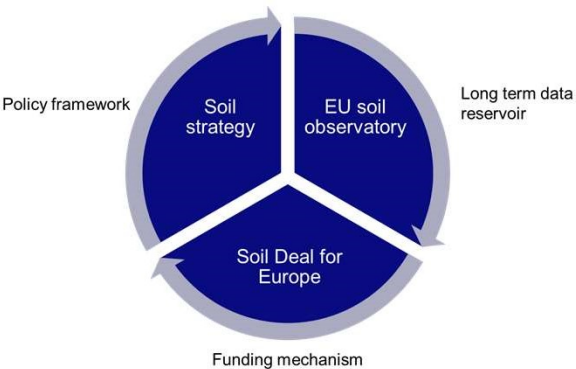 Policy framework
Soil
strategy
EU soil
observatory
Long term data
reservoir
Soil Deal for
Europe
Funding mechanism